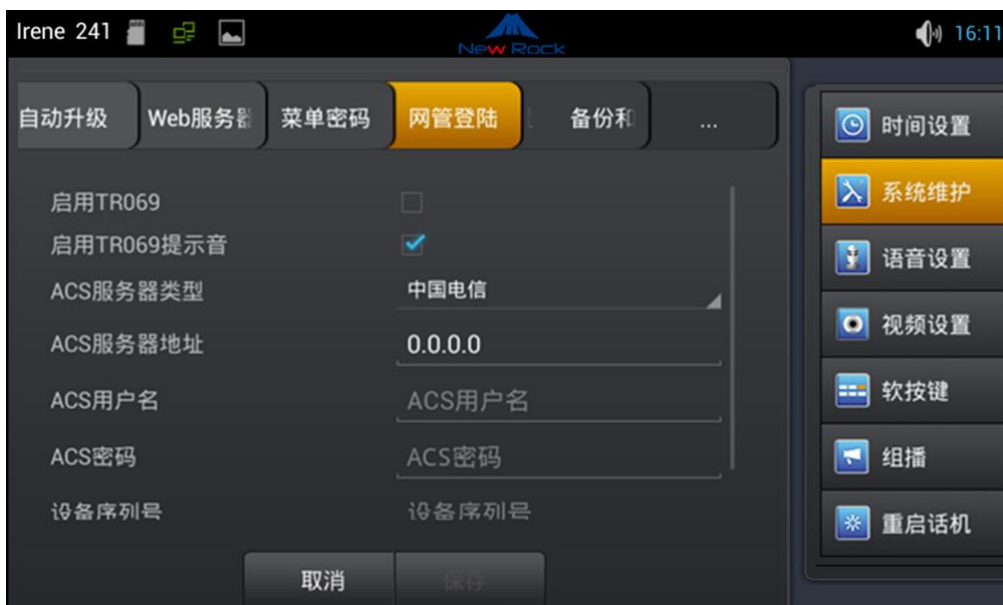 Irene 241
New Rock
16:11
自动升级 Web服务器 菜单密码 网管登陆 备份和 ...
启用TR069
启用TR069提示音
ACS服务器类型 中国电信
ACS服务器地址 0.0.0.0
ACS用户名 ACS用户名
ACS密码 ACS密码
设备序列号 设备序列号
取消 保存
时间设置
系统维护
语音设置
视频设置
软按键
组播
重启话机